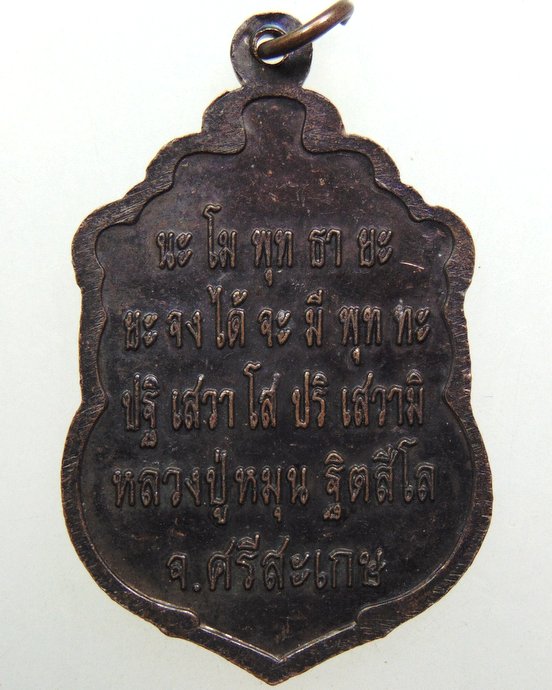 นะ โม พุท ธา ยะ
ยะ จง ได้ จะ มี พุท ทะ
ปฐิ เสวา โส ปริ เสวามิ
หลวงปู่หมุน ฐิตสีโล
จ.ศรีสะเกษ